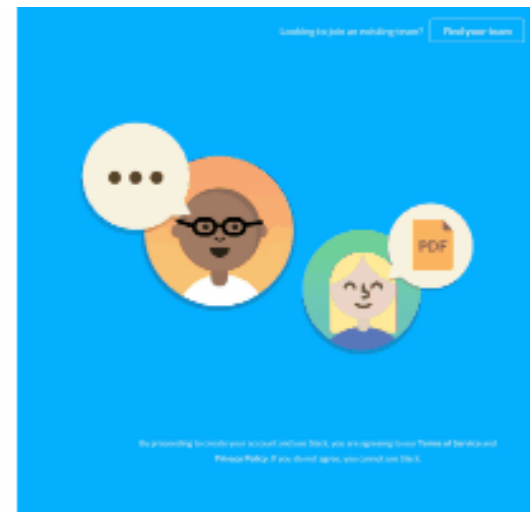 Looking to join an existing team? Find your team
PDF
By proceeding to create your account and use Slack, you are agreeing to our Terms of Service and
Privacy Policy. If you do not agree, you cannot use Slack.